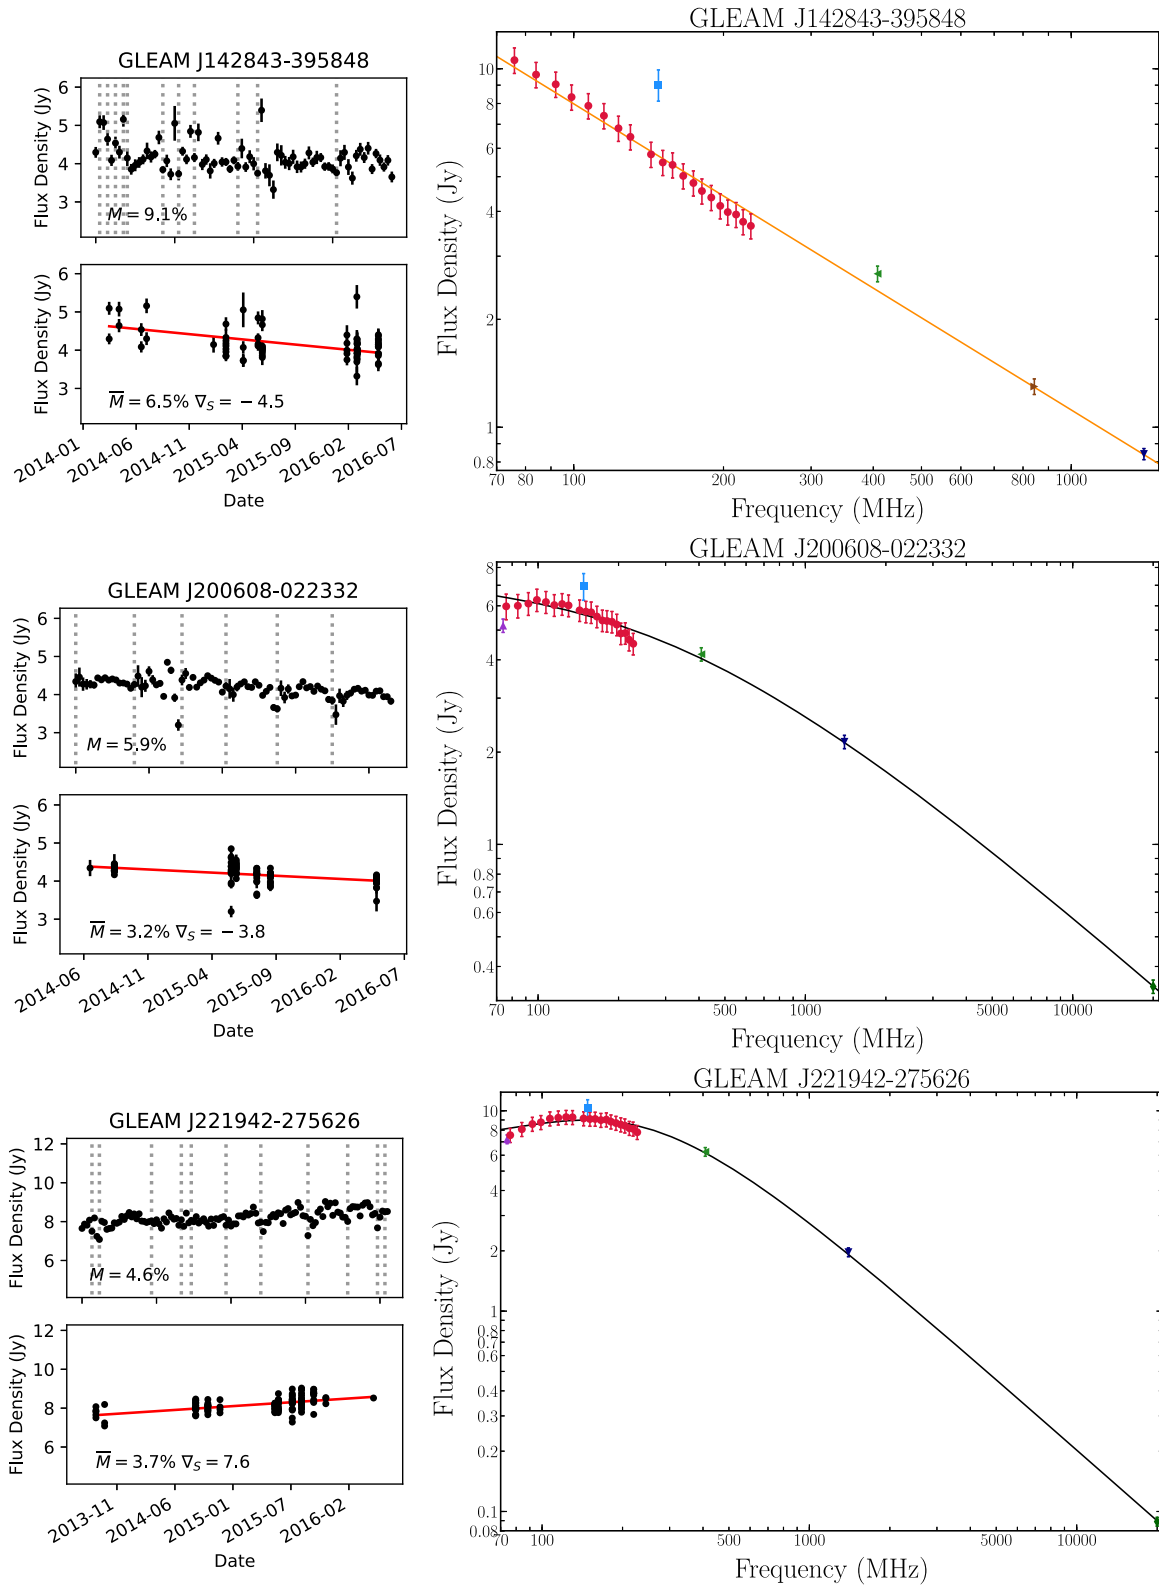 GLEAM J142843-395848
Flux Density (Jy)
6
5
4
3
M = 9.1%
Flux Density (Jy)
6
5
4
3
M̅ = 6.5% ∇S = −4.5
2014-01
2014-06
2014-11
2015-04
2015-09
2016-02
2016-07
Date
GLEAM J142843-395848
Flux Density (Jy)
10
8
6
4
2
1
0.8
70 80 100 200 300 400 500 600 800 1000
Frequency (MHz)
GLEAM J200608-022332
Flux Density (Jy)
6
5
4
3
M = 5.9%
Flux Density (Jy)
6
5
4
3
M̅ = 3.2% ∇S = −3.8
2014-06
2014-11
2015-04
2015-09
2016-02
2016-07
Date
GLEAM J200608-022332
Flux Density (Jy)
8
6
4
2
1
0.8
0.7
0.6
0.4
70 100 500 1000 5000 10000
Frequency (MHz)
GLEAM J221942-275626
Flux Density (Jy)
12
10
8
6
M = 4.6%
Flux Density (Jy)
12
10
8
6
M̅ = 3.7% ∇S = 7.6
2013-11
2014-06
2015-01
2015-07
2016-02
Date
GLEAM J221942-275626
Flux Density (Jy)
10
8
6
4
2
1
0.8
0.7
0.6
0.4
0.3
0.2
0.1
0.08
70 100 500 1000 5000 10000
Frequency (MHz)